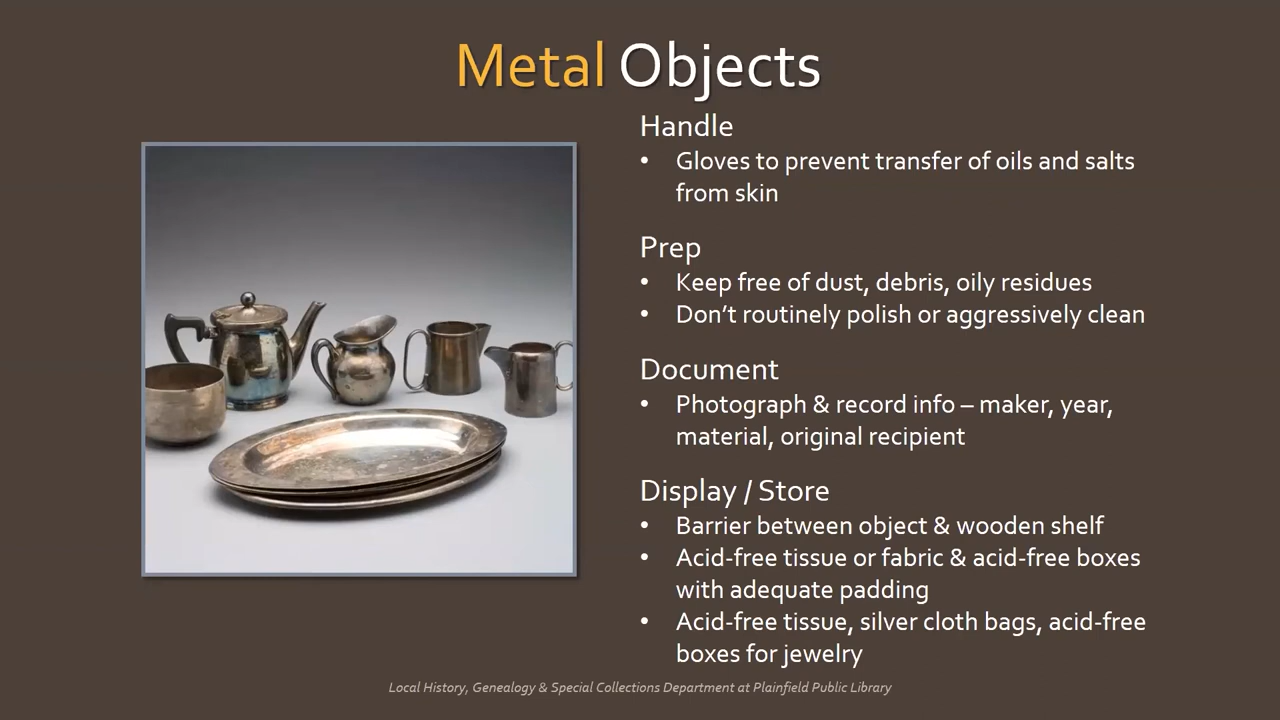 Metal Objects
Handle
• Gloves to prevent transfer of oils and salts
from skin
Prep
• Keep free of dust, debris, oily residues
• Don’t routinely polish or aggressively clean
Document
• Photograph & record info – maker, year,
material, original recipient
Display / Store
• Barrier between object & wooden shelf
• Acid-free tissue or fabric & acid-free boxes
with adequate padding
• Acid-free tissue, silver cloth bags, acid-free
boxes for jewelry
Local History, Genealogy & Special Collections Department at Plainfield Public Library